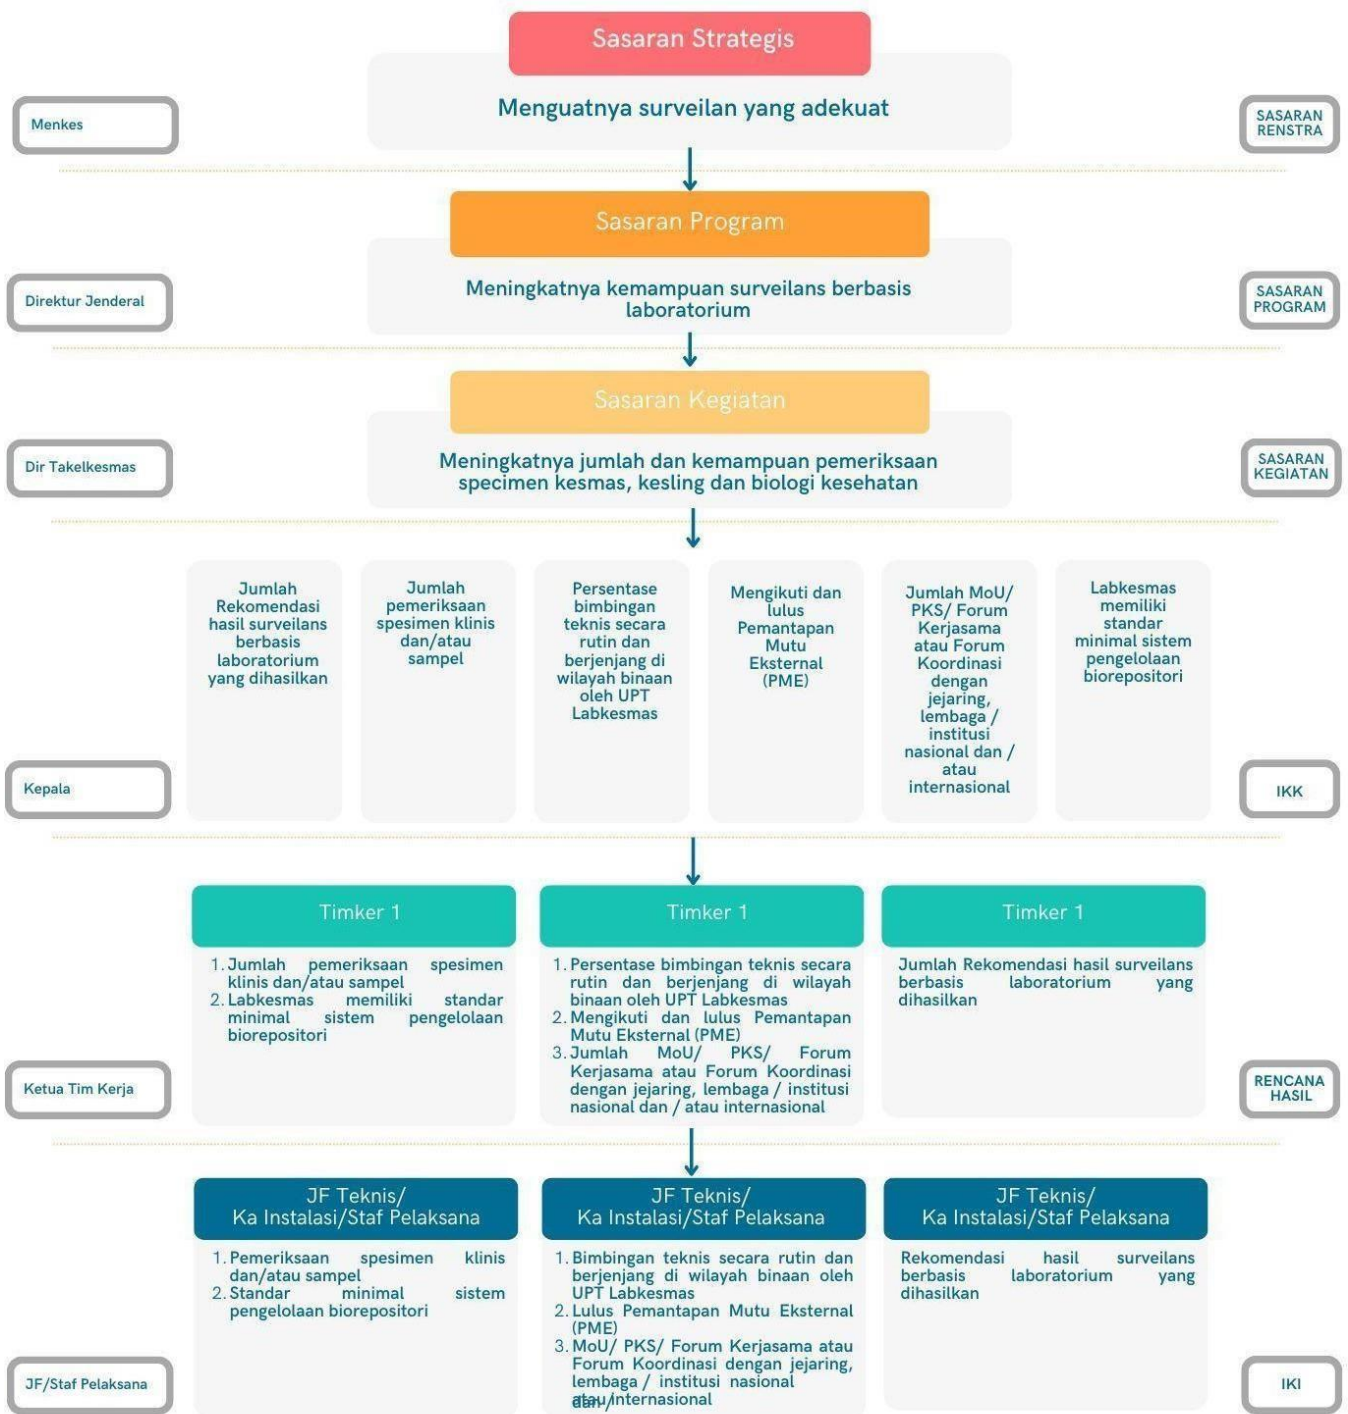 Sasaran Strategis
Menguatnya surveilan yang adekuat
Menkes
SASARAN
RENSTRA
Sasaran Program
Meningkatnya kemampuan surveilans berbasis
laboratorium
Direktur Jenderal
SASARAN
PROGRAM
Sasaran Kegiatan
Meningkatnya jumlah dan kemampuan pemeriksaan
specimen kesmas, kesling dan biologi kesehatan
Dir Takelkesmas
SASARAN
KEGIATAN
Jumlah
Rekomendasi
hasil surveilans
berbasis
laboratorium
yang dihasilkan
Jumlah
pemeriksaan
spesimen klinis
dan/atau
sampel
Persentase
bimbingan
teknis secara
rutin dan
berjenjang di
wilayah binaan
oleh UPT
Labkesmas
Mengikuti dan
lulus
Pemantapan
Mutu
Eksternal
(PME)
Jumlah MoU/
PKS/ Forum
Kerjasama
atau Forum
Koordinasi
dengan
jejaring,
lembaga /
institusi
nasional dan /
atau
internasional
Labkesmas
memiliki
standar
minimal sistem
pengelolaan
biorepositori
Kepala
IKK
Timker 1
1. Jumlah pemeriksaan spesimen
klinis dan/atau sampel
2. Labkesmas memiliki standar
minimal sistem pengelolaan
biorepositori
Timker 1
1. Persentase bimbingan teknis secara
rutin dan berjenjang di wilayah
binaan oleh UPT Labkesmas
2. Mengikuti dan lulus Pemantapan
Mutu Eksternal (PME)
3. Jumlah MoU/ PKS/ Forum
Kerjasama atau Forum Koordinasi
dengan jejaring, lembaga / institusi
nasional dan / atau internasional
Timker 1
Jumlah Rekomendasi hasil surveilans
berbasis laboratorium yang
dihasilkan
Ketua Tim Kerja
RENCANA
HASIL
JF Teknis/
Ka Instalasi/Staf Pelaksana
1. Pemeriksaan spesimen klinis
dan/atau sampel
2. Standar minimal sistem
pengelolaan biorepositori
JF Teknis/
Ka Instalasi/Staf Pelaksana
1. Bimbingan teknis secara rutin dan
berjenjang di wilayah binaan oleh
UPT Labkesmas
2. Lulus Pemantapan Mutu Eksternal
(PME)
3. MoU/ PKS/ Forum Kerjasama atau
Forum Koordinasi dengan jejaring,
lembaga / institusi nasional
dan /
atau internasional
JF Teknis/
Ka Instalasi/Staf Pelaksana
Rekomendasi hasil surveilans
berbasis laboratorium yang
dihasilkan
JF/Staf Pelaksana
IKI